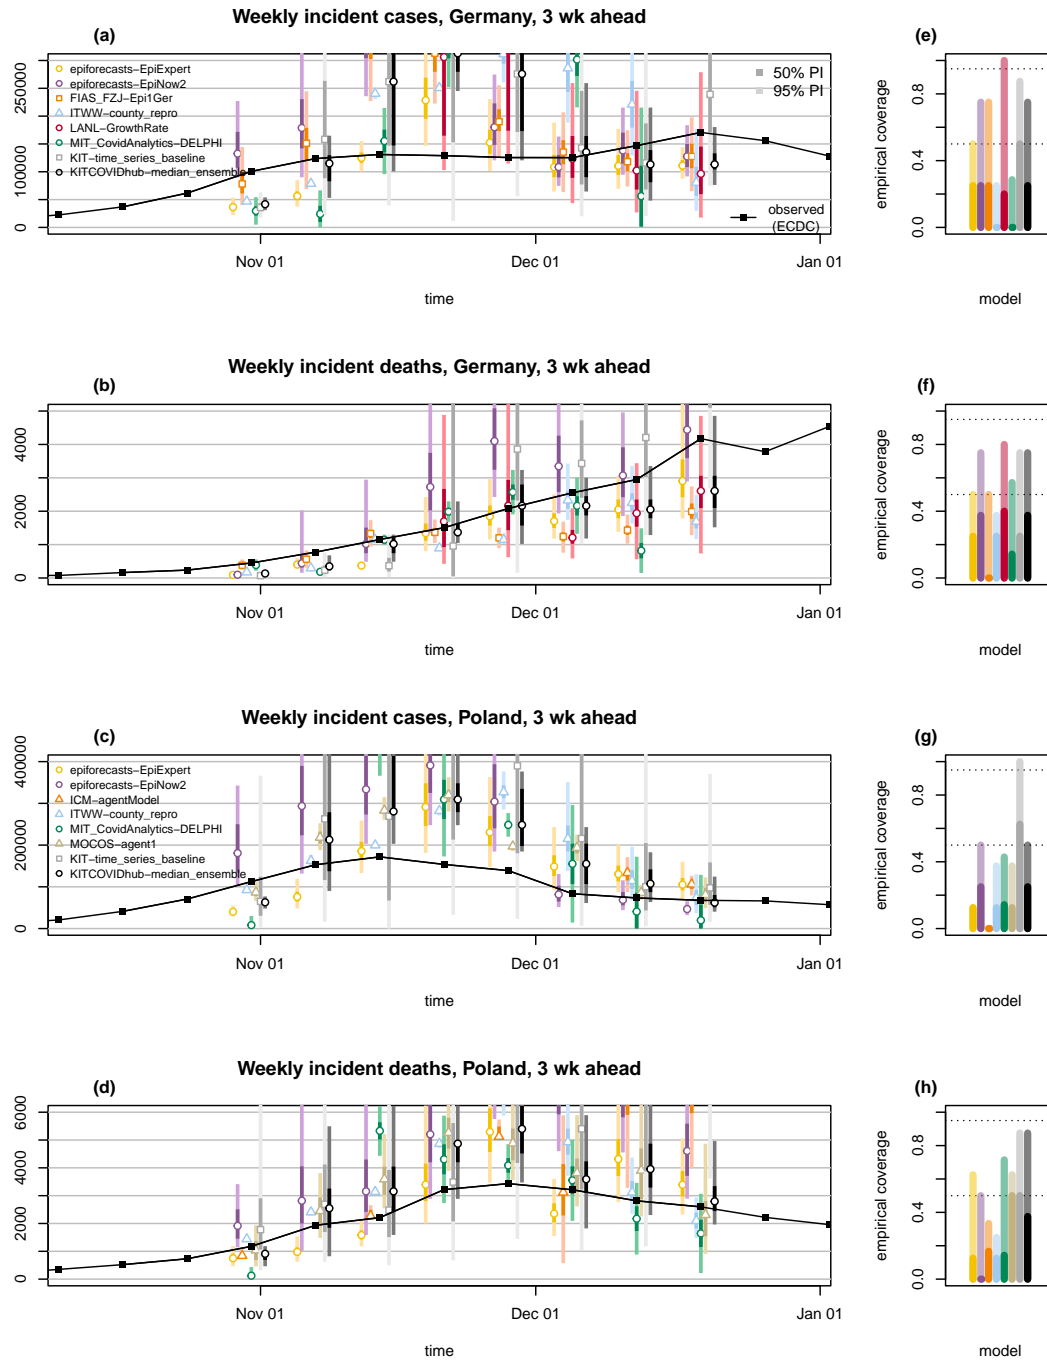 Weekly incident cases, Germany, 3 wk ahead
(a)
(e)
epiforecasts−EpiExpert
epiforecasts−EpiNow2
FIAS_FZJ−Epi1Ger
ITWW−county_repro
LANL−GrowthRate
MIT_CovidAnalytics−DELPHI
KIT−time_series_baseline
KITCOVIDhub−median_ensemble
50% PI
95% PI
observed
(ECDC)
0
100000
250000
Nov 01
Dec 01
Jan 01
time
empirical coverage
0.0
0.4
0.8
model
Weekly incident deaths, Germany, 3 wk ahead
(b)
(f)
0
1000
2000
4000
Nov 01
Dec 01
Jan 01
time
empirical coverage
0.0
0.4
0.8
model
Weekly incident cases, Poland, 3 wk ahead
(c)
(g)
epiforecasts−EpiExpert
epiforecasts−EpiNow2
ICM−agentModel
ITWW−county_repro
MIT_CovidAnalytics−DELPHI
MOCOS−agent1
KIT−time_series_baseline
KITCOVIDhub−median_ensemble
0
100000
200000
400000
Nov 01
Dec 01
Jan 01
time
empirical coverage
0.0
0.4
0.8
model
Weekly incident deaths, Poland, 3 wk ahead
(d)
(h)
0
1000
2000
4000
6000
Nov 01
Dec 01
Jan 01
time
empirical coverage
0.0
0.4
0.8
model